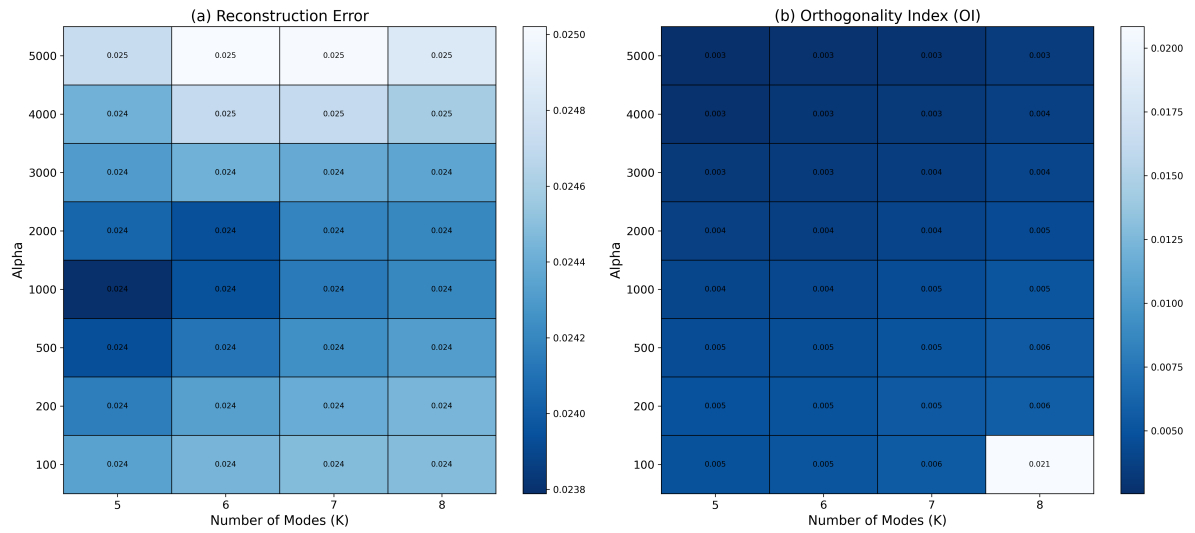 (a) Reconstruction Error
5000 0.025 0.025 0.025 0.025
4000 0.024 0.025 0.025 0.025
3000 0.024 0.024 0.024 0.024
2000 0.024 0.024 0.024 0.024
1000 0.024 0.024 0.024 0.024
500 0.024 0.024 0.024 0.024
200 0.024 0.024 0.024 0.024
100 0.024 0.024 0.024 0.024
5 6 7 8
Alpha
Number of Modes (K)
0.0250
0.0248
0.0246
0.0244
0.0242
0.0240
0.0238
(b) Orthogonality Index (OI)
5000 0.003 0.003 0.003 0.003
4000 0.003 0.003 0.003 0.004
3000 0.003 0.003 0.004 0.004
2000 0.004 0.004 0.004 0.005
1000 0.004 0.004 0.005 0.005
500 0.005 0.005 0.005 0.006
200 0.005 0.005 0.005 0.006
100 0.005 0.005 0.006 0.021
5 6 7 8
Alpha
Number of Modes (K)
0.0200
0.0175
0.0150
0.0125
0.0100
0.0075
0.0050